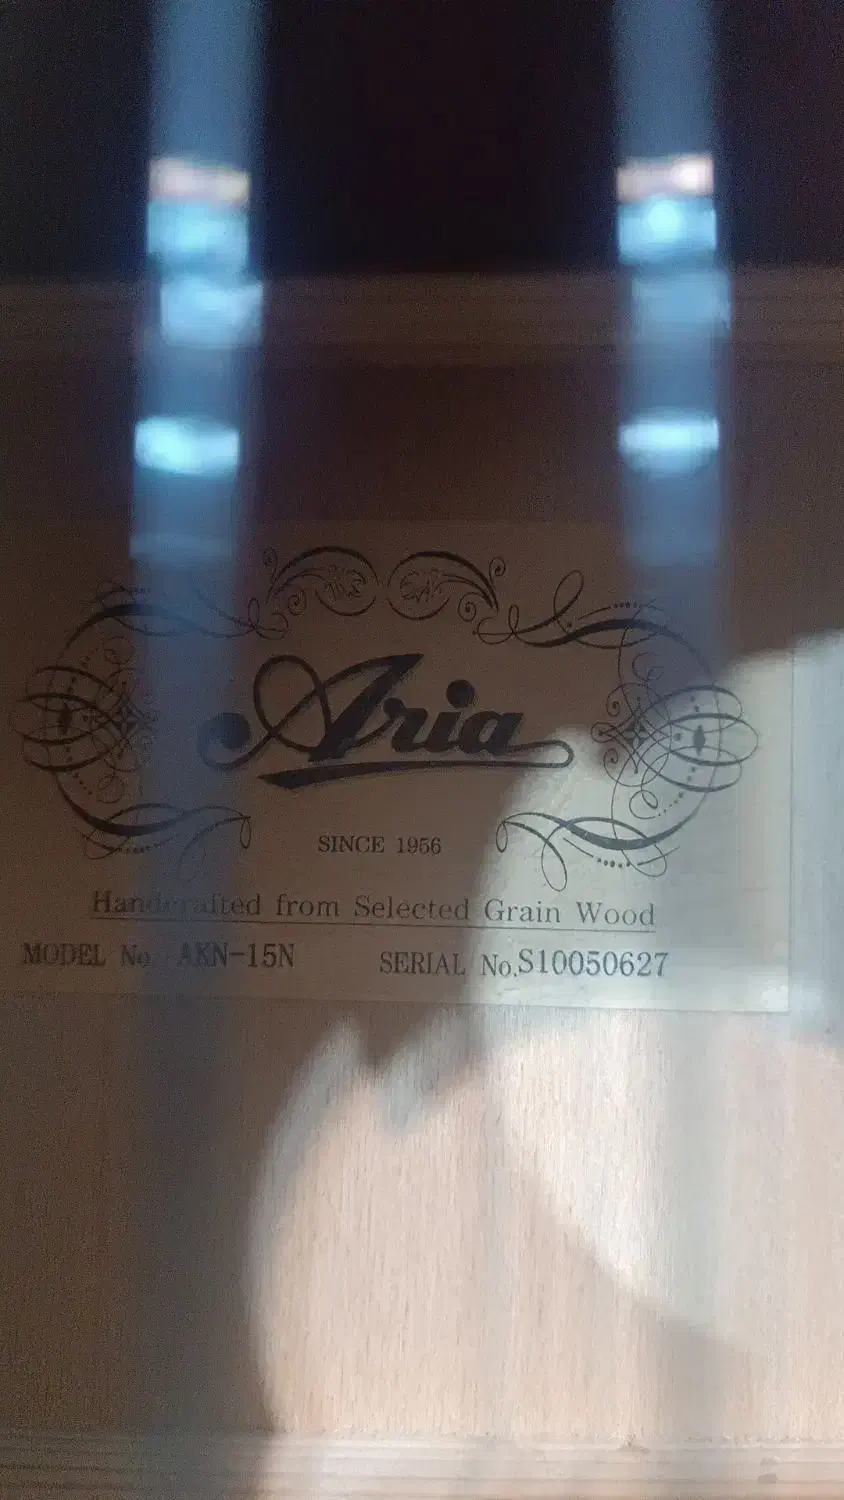 Aria
SINCE 1956
Handcrafted from Selected Grain Wood
MODEL No. AKN-15N SERIAL No. S10050627